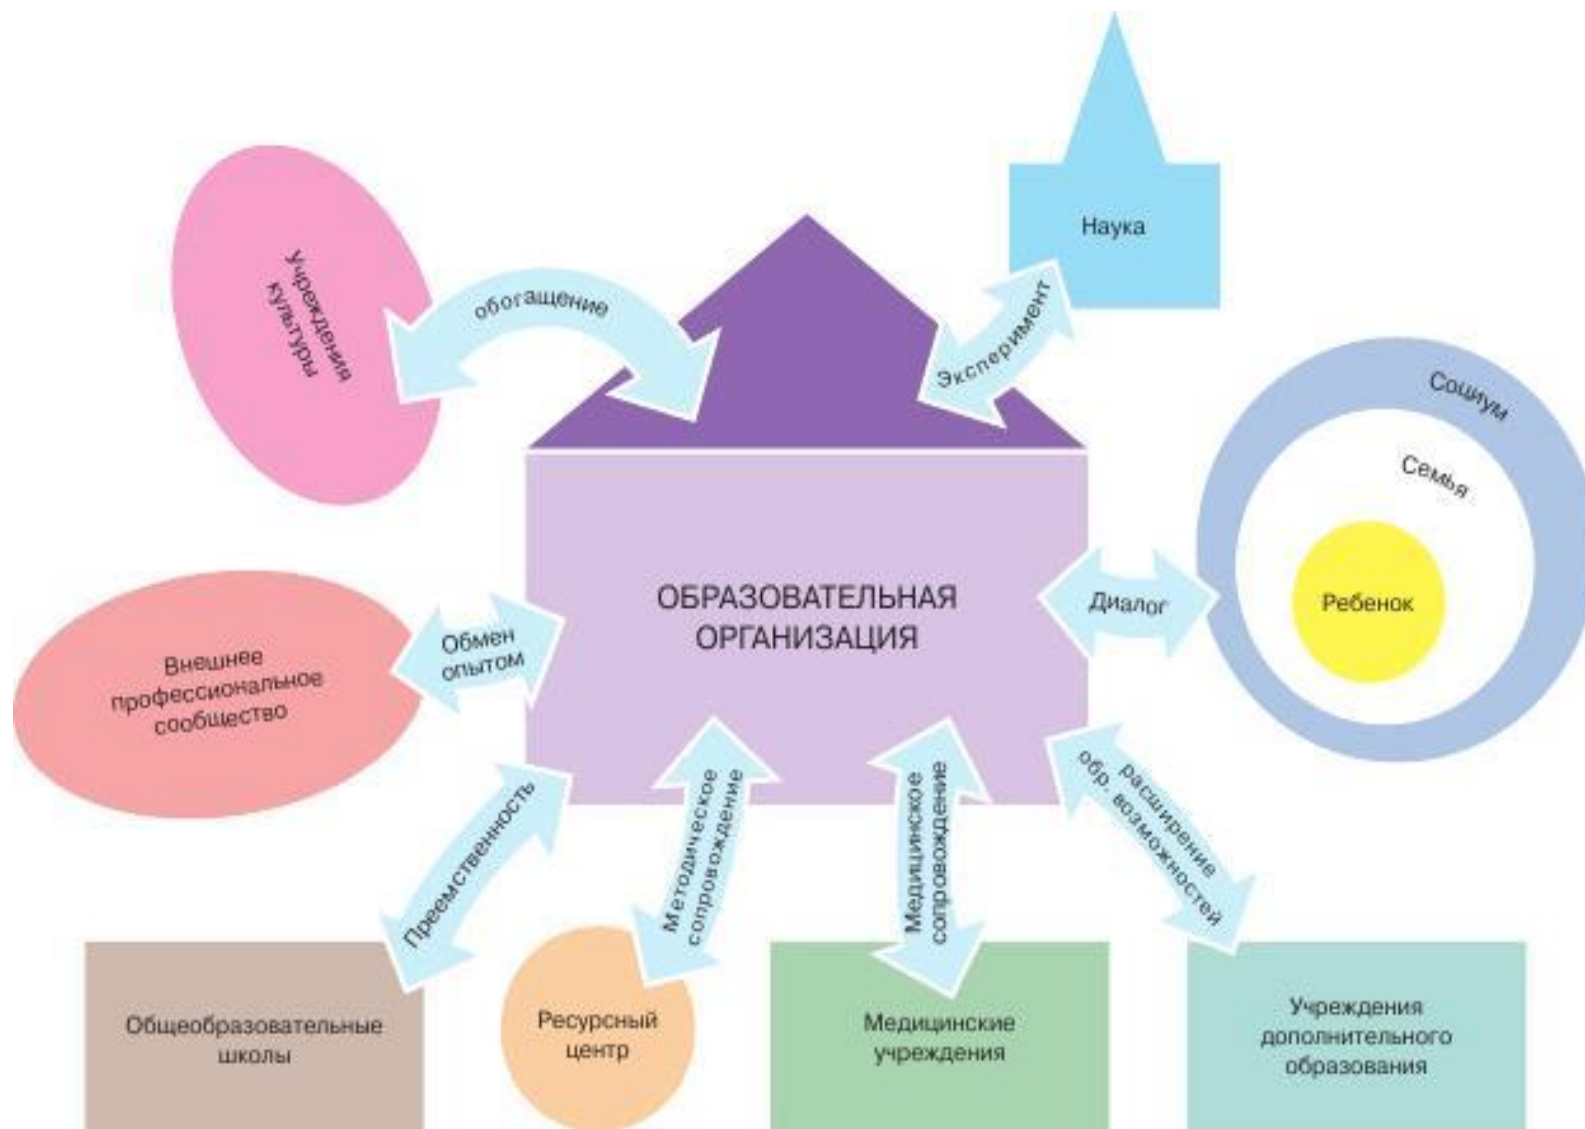 Наука
Учреждения
культуры
обогащение
Эксперимент
Социум
Семья
Ребенок
ОБРАЗОВАТЕЛЬНАЯ
ОРГАНИЗАЦИЯ
Диалог
Обмен
опытом
Внешнее
профессиональное
сообщество
Преемственность
Методическое
сопровождение
Медицинское
сопровождение
расширение
обр. возможностей
Общеобразовательные
школы
Ресурсный
центр
Медицинские
учреждения
Учреждения
дополнительного
образования